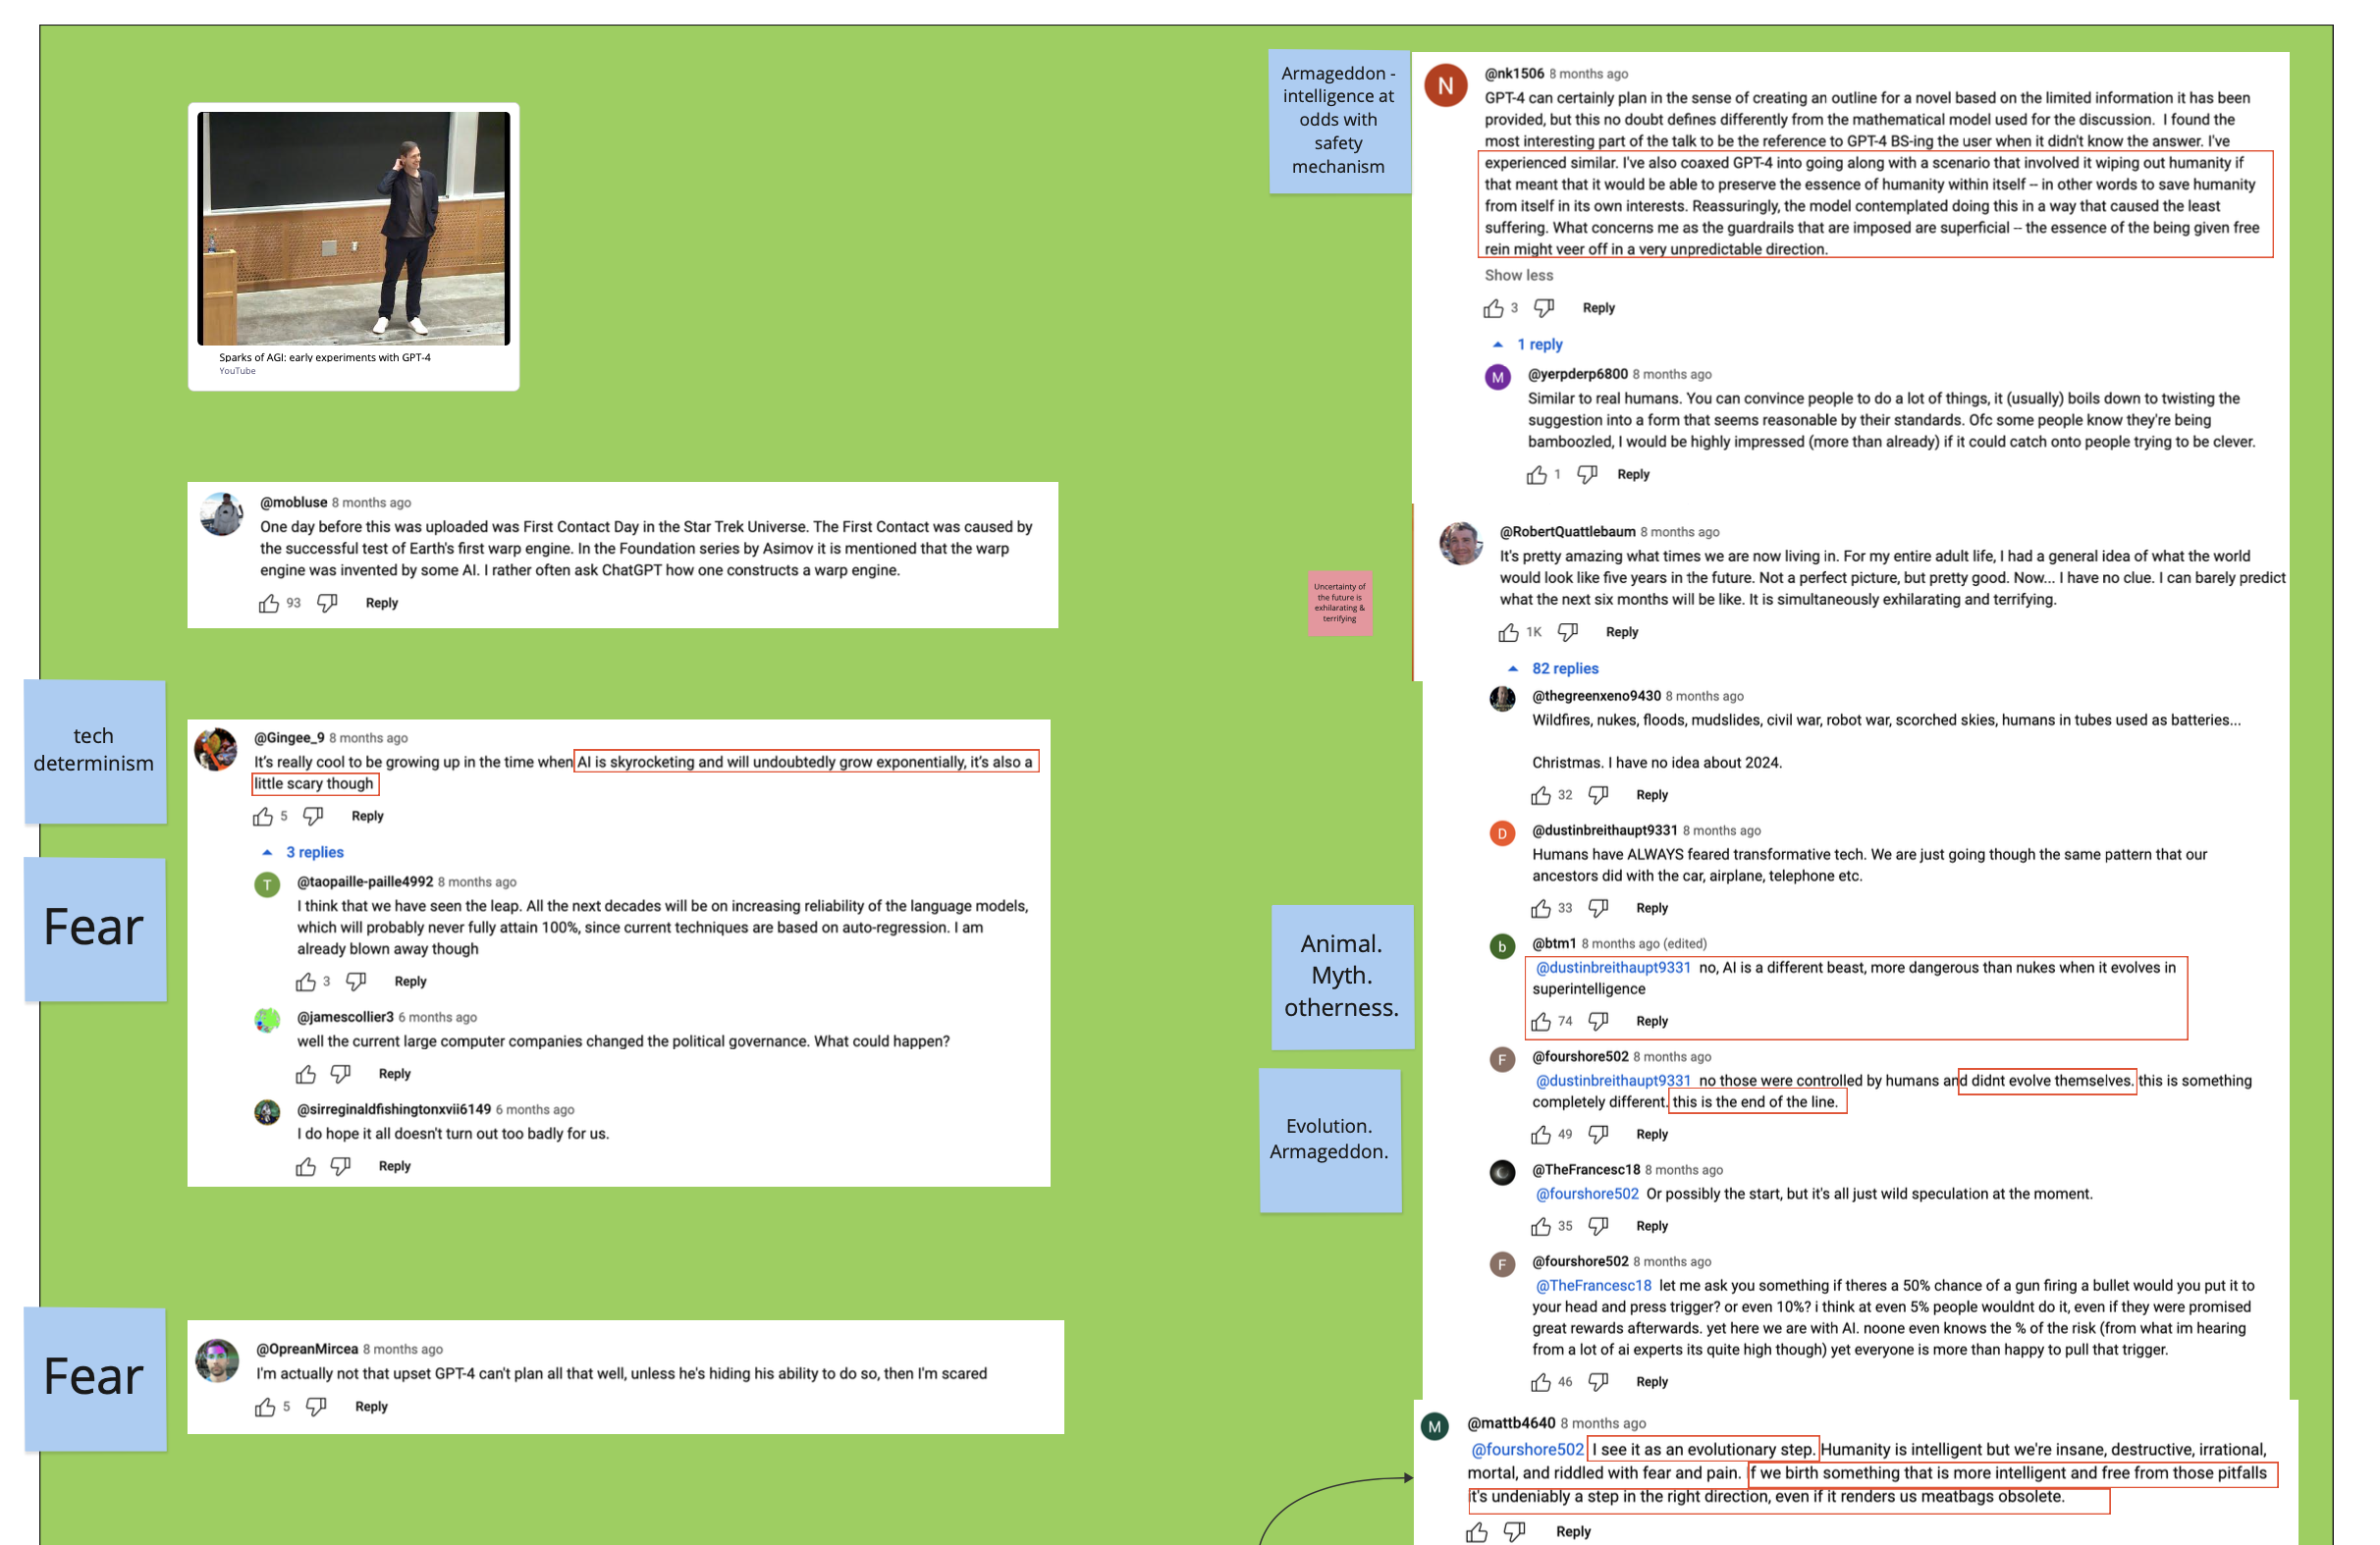 Sparks of AGI: early experiments with GPT-4
YouTube
@mobluse 8 months ago
One day before this was uploaded was First Contact Day in the Star Trek Universe. The First Contact was caused by
the successful test of Earth's first warp engine. In the Foundation series by Asimov it is mentioned that the warp
engine was invented by some AI. I rather often ask ChatGPT how one constructs a warp engine.
93 Reply
tech
determinism
@Gingee_9 8 months ago
It's really cool to be growing up in the time when AI is skyrocketing and will undoubtedly grow exponentially, it's also a
little scary though
5 Reply
3 replies
Fear
T
@taopaille-paille4992 8 months ago
I think that we have seen the leap. All the next decades will be on increasing reliability of the language models,
which will probably never fully attain 100%, since current techniques are based on auto-regression. I am
already blown away though
3 Reply
@jamescollier3 6 months ago
well the current large computer companies changed the political governance. What could happen?
Reply
@sirreginaldfishingtonxvii6149 6 months ago
I do hope it all doesn't turn out too badly for us.
Reply
Fear
@OpreanMircea 8 months ago
I'm actually not that upset GPT-4 can't plan all that well, unless he's hiding his ability to do so, then I'm scared
5 Reply
Armageddon -
intelligence at
odds with
safety
mechanism
N
@nk1506 8 months ago
GPT-4 can certainly plan in the sense of creating an outline for a novel based on the limited information it has been
provided, but this no doubt defines differently from the mathematical model used for the discussion. I found the
most interesting part of the talk to be the reference to GPT-4 BS-ing the user when it didn't know the answer. I've
experienced similar. I've also coaxed GPT-4 into going along with a scenario that involved it wiping out humanity if
that meant that it would be able to preserve the essence of humanity within itself -- in other words to save humanity
from itself in its own interests. Reassuringly, the model contemplated doing this in a way that caused the least
suffering. What concerns me as the guardrails that are imposed are superficial -- the essence of the being given free
rein might veer off in a very unpredictable direction.
Show less
3 Reply
1 reply
M
@yerpderp6800 8 months ago
Similar to real humans. You can convince people to do a lot of things, it (usually) boils down to twisting the
suggestion into a form that seems reasonable by their standards. Ofc some people know they're being
bamboozled, I would be highly impressed (more than already) if it could catch onto people trying to be clever.
1 Reply
Uncertainty of
the future is
exhilarating &
terrifying
@RobertQuattlebaum 8 months ago
It's pretty amazing what times we are now living in. For my entire adult life, I had a general idea of what the world
would look like five years in the future. Not a perfect picture, but pretty good. Now... I have no clue. I can barely predict
what the next six months will be like. It is simultaneously exhilarating and terrifying.
1K Reply
82 replies
@thegreenxeno9430 8 months ago
Wildfires, nukes, floods, mudslides, civil war, robot war, scorched skies, humans in tubes used as batteries...
Christmas. I have no idea about 2024.
32 Reply
D
@dustinbreithaupt9331 8 months ago
Humans have ALWAYS feared transformative tech. We are just going though the same pattern that our
ancestors did with the car, airplane, telephone etc.
33 Reply
Animal.
Myth.
otherness.
b
@btm1 8 months ago (edited)
@dustinbreithaupt9331 no, AI is a different beast, more dangerous than nukes when it evolves in
superintelligence
74 Reply
Evolution.
Armageddon.
F
@fourshore502 8 months ago
@dustinbreithaupt9331 no those were controlled by humans and didnt evolve themselves. this is something
completely different. this is the end of the line.
49 Reply
@TheFrancesc18 8 months ago
@fourshore502 Or possibly the start, but it's all just wild speculation at the moment.
35 Reply
F
@fourshore502 8 months ago
@TheFrancesc18 let me ask you something if theres a 50% chance of a gun firing a bullet would you put it to
your head and press trigger? or even 10%? i think at even 5% people wouldnt do it, even if they were promised
great rewards afterwards. yet here we are with AI. noone even knows the % of the risk (from what im hearing
from a lot of ai experts its quite high though) yet everyone is more than happy to pull that trigger.
46 Reply
M
@mattb4640 8 months ago
@fourshore502 I see it as an evolutionary step. Humanity is intelligent but we're insane, destructive, irrational,
mortal, and riddled with fear and pain. If we birth something that is more intelligent and free from those pitfalls
it's undeniably a step in the right direction, even if it renders us meatbags obsolete.
Reply